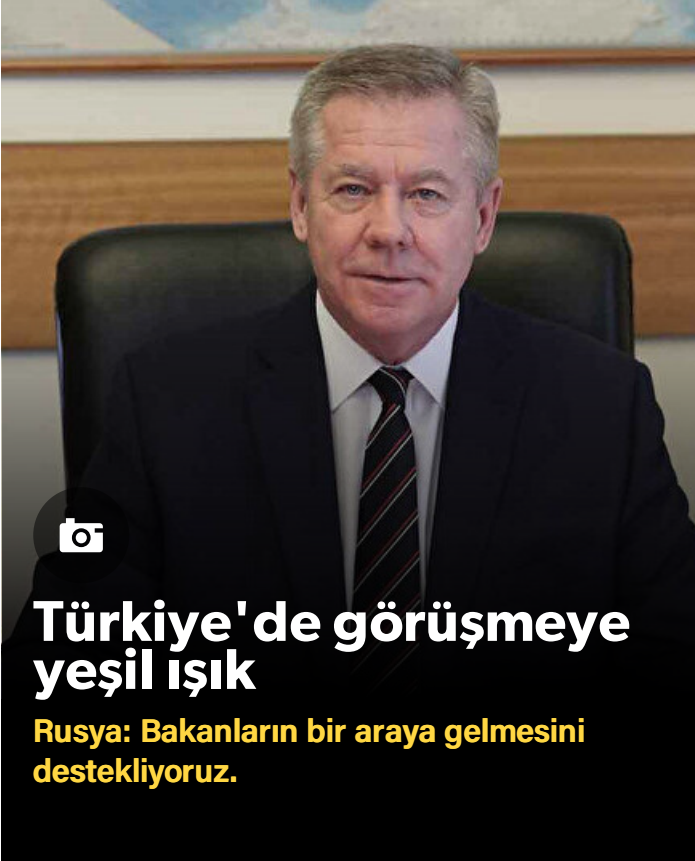 Türkiye'de görüşmeye
yeşil ışık
Rusya: Bakanların bir araya gelmesini
destekliyoruz.